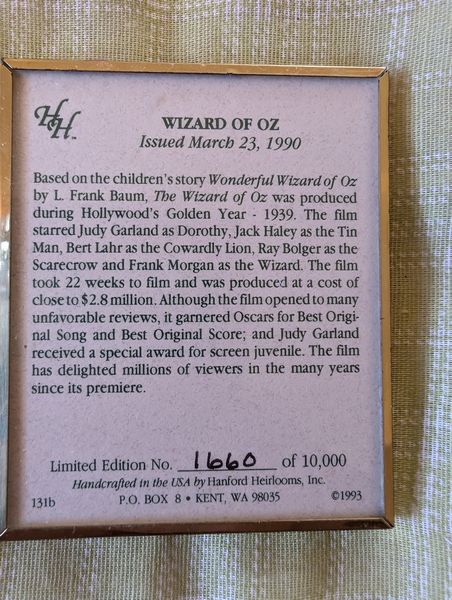 HH™
WIZARD OF OZ
Issued March 23, 1990
Based on the children's story Wonderful Wizard of Oz
by L. Frank Baum, The Wizard of Oz was produced
during Hollywood's Golden Year - 1939. The film
starred Judy Garland as Dorothy, Jack Haley as the Tin
Man, Bert Lahr as the Cowardly Lion, Ray Bolger as the
Scarecrow and Frank Morgan as the Wizard. The film
took 22 weeks to film and was produced at a cost of
close to $2.8 million. Although the film opened to many
unfavorable reviews, it garnered Oscars for Best Origi-
nal Song and Best Original Score; and Judy Garland
received a special award for screen juvenile. The film
has delighted millions of viewers in the many years
since its premiere.
Limited Edition No. 1660 of 10,000
Handcrafted in the USA by Hanford Heirlooms, Inc.
131b P.O. BOX 8 • KENT, WA 98035 ©1993